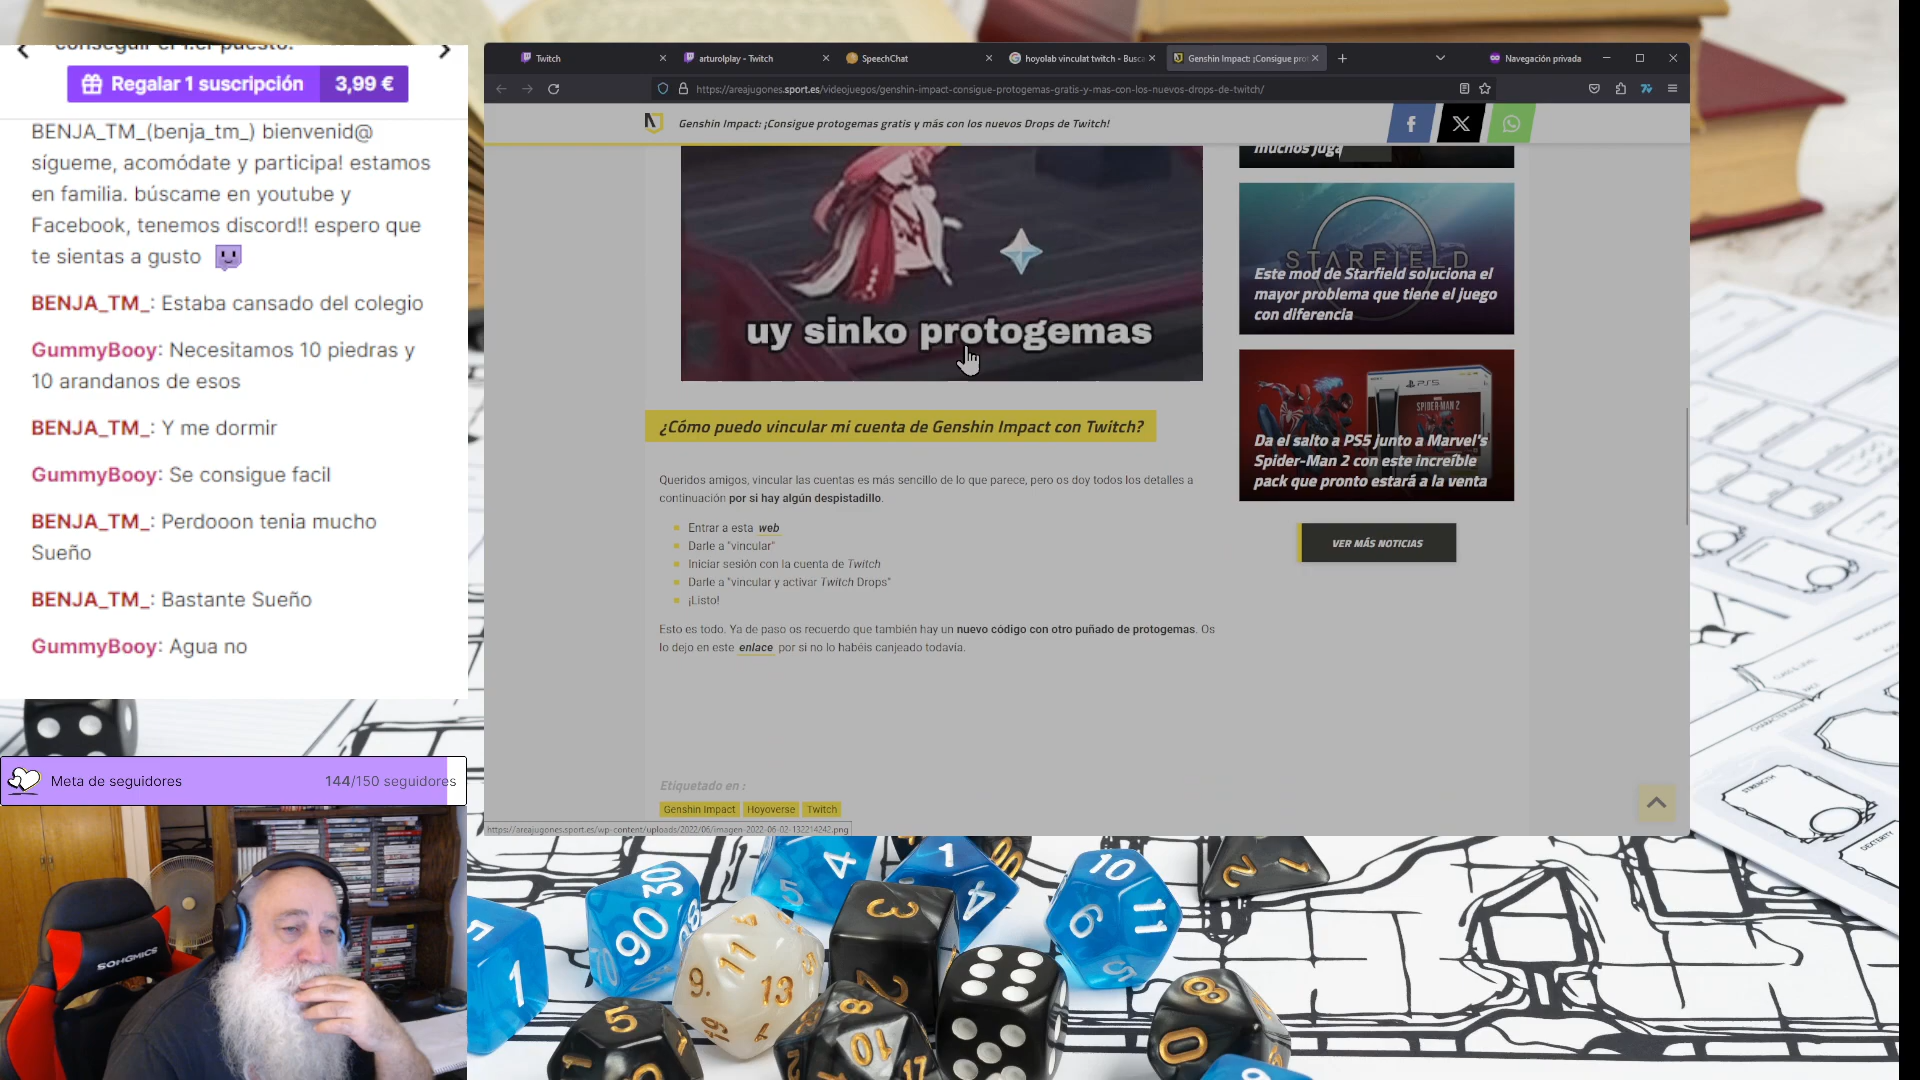 conseguir el 1.er puesto.
Regalar 1 suscripción 3,99 €
BENJA_TM_(benja_tm_) bienvenid@
sígueme, acomódate y participa! estamos
en familia. búscame en youtube y
Facebook, tenemos discord!! espero que
te sientas a gusto
BENJA_TM_: Estaba cansado del colegio
GummyBooy: Necesitamos 10 piedras y
10 arandanos de esos
BENJA_TM_: Y me dormir
GummyBooy: Se consigue facil
BENJA_TM_: Perdooon tenia mucho
Sueño
BENJA_TM_: Bastante Sueño
GummyBooy: Agua no
Meta de seguidores 144/150 seguidores
SONGMICS
Twitch
arturolplay - Twitch
SpeechChat
hoyolab vinculat twitch - Busca
Genshin Impact: ¡Consigue pro
Navegación privada
https://areajugones.sport.es/videojuegos/genshin-impact-consigue-protogemas-gratis-y-mas-con-los-nuevos-drops-de-twitch/
Genshin Impact: ¡Consigue protogemas gratis y más con los nuevos Drops de Twitch!
uy sinko protogemas
¿Cómo puedo vincular mi cuenta de Genshin Impact con Twitch?
Queridos amigos, vincular las cuentas es más sencillo de lo que parece, pero os doy todos los detalles a
continuación por si hay algún despistadillo.
Entrar a esta web
Darle a "vincular"
Iniciar sesión con la cuenta de Twitch
Darle a "vincular y activar Twitch Drops"
¡Listo!
Esto es todo. Ya de paso os recuerdo que también hay un nuevo código con otro puñado de protogemas. Os
lo dejo en este enlace por si no lo habéis canjeado todavía.
Etiquetado en :
Genshin Impact Hoyoverse Twitch
https://areajugones.sport.es/wp-content/uploads/2022/06/imagen-2022-06-02-132214242.png
muchos juga
STARFIELD
Este mod de Starfield soluciona el
mayor problema que tiene el juego
con diferencia
PS5
SPIDER-MAN 2
Da el salto a PS5 junto a Marvel's
Spider-Man 2 con este increíble
pack que pronto estará a la venta
VER MÁS NOTICIAS
STRENGTH
DEXTERITY